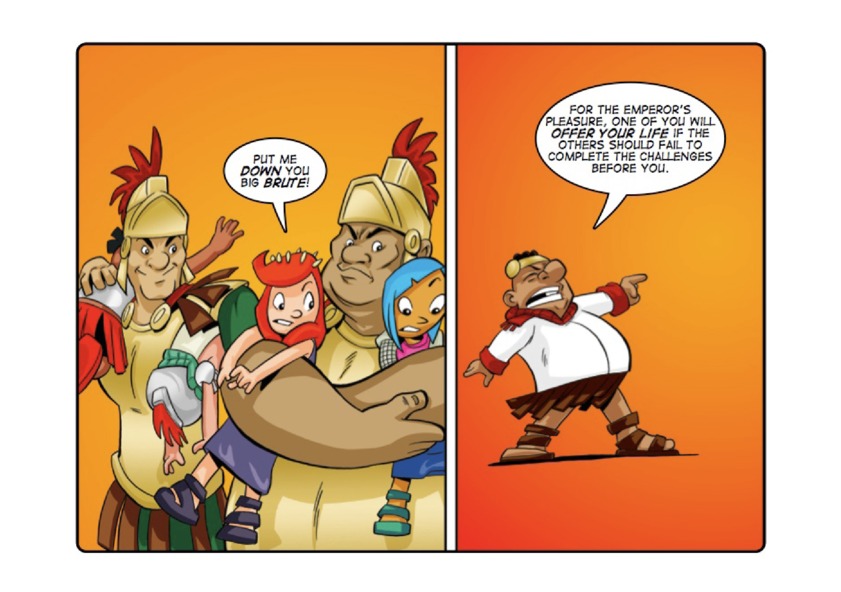 PUT ME
DOWN YOU
BIG BRUTE!
FOR THE EMPEROR'S
PLEASURE, ONE OF YOU WILL
OFFER YOUR LIFE IF THE
OTHERS SHOULD FAIL TO
COMPLETE THE CHALLENGES
BEFORE YOU.